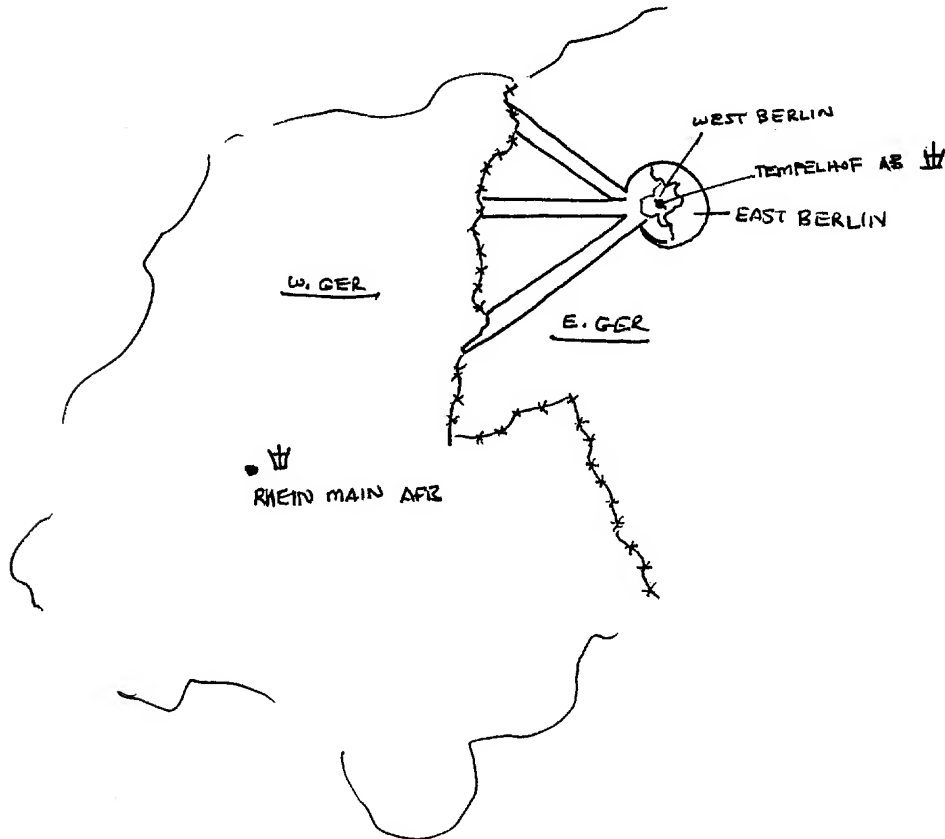 WEST BERLIN
TEMPELHOF AB
EAST BERLIN
W. GER
E. GER
RHEIN MAIN AFB